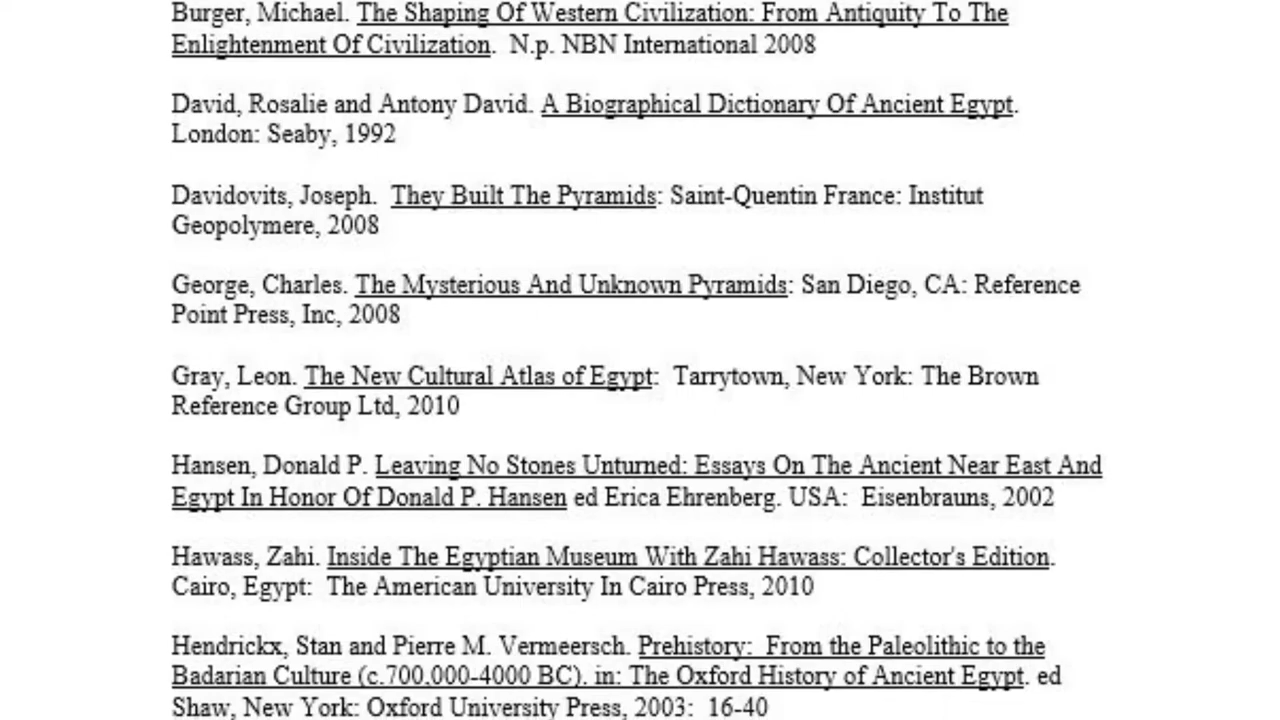 Burger, Michael. The Shaping Of Western Civilization: From Antiquity To The
Enlightenment Of Civilization.  N.p. NBN International 2008
David, Rosalie and Antony David. A Biographical Dictionary Of Ancient Egypt.
London: Seaby, 1992
Davidovits, Joseph.  They Built The Pyramids: Saint-Quentin France: Institut
Geopolymere, 2008
George, Charles. The Mysterious And Unknown Pyramids: San Diego, CA: Reference
Point Press, Inc, 2008
Gray, Leon. The New Cultural Atlas of Egypt:  Tarrytown, New York: The Brown
Reference Group Ltd, 2010
Hansen, Donald P. Leaving No Stones Unturned: Essays On The Ancient Near East And
Egypt In Honor Of Donald P. Hansen ed Erica Ehrenberg. USA:  Eisenbrauns, 2002
Hawass, Zahi. Inside The Egyptian Museum With Zahi Hawass: Collector's Edition.
Cairo, Egypt:  The American University In Cairo Press, 2010
Hendrickx, Stan and Pierre M. Vermeersch. Prehistory:  From the Paleolithic to the
Badarian Culture (c.700.000-4000 BC). in: The Oxford History of Ancient Egypt. ed
Shaw, New York: Oxford University Press, 2003:  16-40